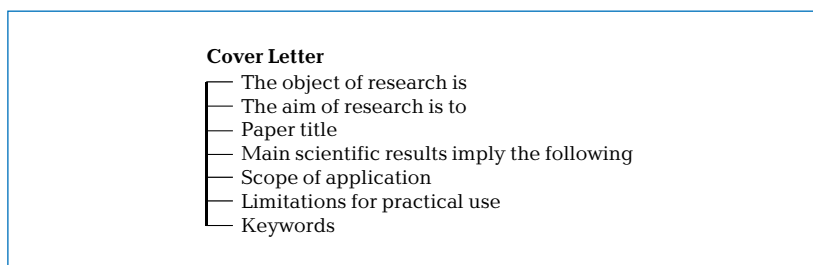 Cover Letter
The object of research is
The aim of research is to
Paper title
Main scientific results imply the following
Scope of application
Limitations for practical use
Keywords